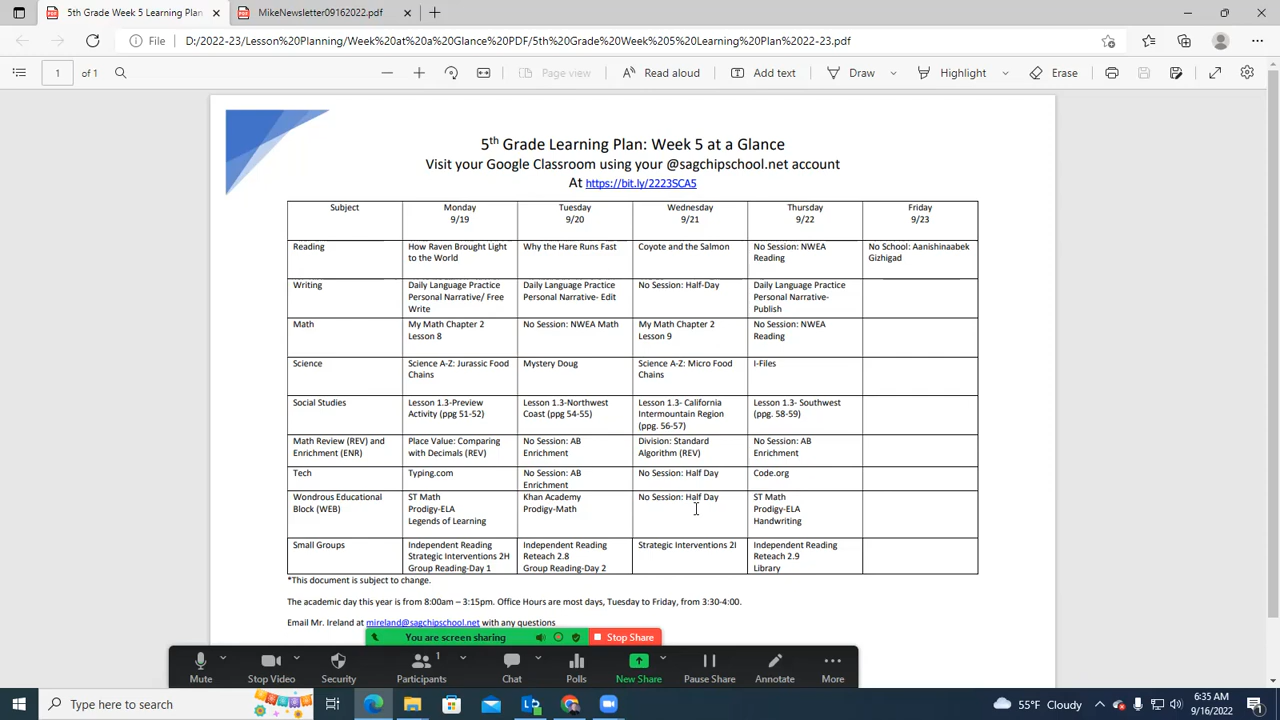 5th Grade Week 5 Learning Plan
MikeNewsletter09162022.pdf
File
D:/2022-23/Lesson%20Planning/Week%20at%20a%20Glance%20PDF/5th%20Grade%20Week%205%20Learning%20Plan%2022-23.pdf
1 of 1
Page view
Read aloud
Add text
Draw
Highlight
Erase
5th Grade Learning Plan: Week 5 at a Glance
Visit your Google Classroom using your @sagchipschool.net account
At https://bit.ly/2223SCA5
Subject
Monday
9/19
Tuesday
9/20
Wednesday
9/21
Thursday
9/22
Friday
9/23
Reading
How Raven Brought Light
to the World
Why the Hare Runs Fast
Coyote and the Salmon
No Session: NWEA
Reading
No School: Aanishinaabek
Gizhigad
Writing
Daily Language Practice
Personal Narrative/ Free
Write
Daily Language Practice
Personal Narrative- Edit
No Session: Half-Day
Daily Language Practice
Personal Narrative-
Publish
Math
My Math Chapter 2
Lesson 8
No Session: NWEA Math
My Math Chapter 2
Lesson 9
No Session: NWEA
Reading
Science
Science A-Z: Jurassic Food
Chains
Mystery Doug
Science A-Z: Micro Food
Chains
I-Files
Social Studies
Lesson 1.3-Preview
Activity (ppg 51-52)
Lesson 1.3-Northwest
Coast (ppg 54-55)
Lesson 1.3- California
Intermountain Region
(ppg. 56-57)
Lesson 1.3- Southwest
(ppg. 58-59)
Math Review (REV) and
Enrichment (ENR)
Place Value: Comparing
with Decimals (REV)
No Session: AB
Enrichment
Division: Standard
Algorithm (REV)
No Session: AB
Enrichment
Tech
Typing.com
No Session: AB
Enrichment
No Session: Half Day
Code.org
Wondrous Educational
Block (WEB)
ST Math
Prodigy-ELA
Legends of Learning
Khan Academy
Prodigy-Math
No Session: Half Day
ST Math
Prodigy-ELA
Handwriting
Small Groups
Independent Reading
Strategic Interventions 2H
Group Reading-Day 1
Independent Reading
Reteach 2.8
Group Reading-Day 2
Strategic Interventions 2I
Independent Reading
Reteach 2.9
Library
*This document is subject to change.
The academic day this year is from 8:00am – 3:15pm. Office Hours are most days, Tuesday to Friday, from 3:30-4:00.
Email Mr. Ireland at mireland@sagchipschool.net with any questions
You are screen sharing
Stop Share
1
Mute
Stop Video
Security
Participants
Chat
Polls
New Share
Pause Share
Annotate
More
Type here to search
55°F Cloudy
6:35 AM
9/16/2022
1